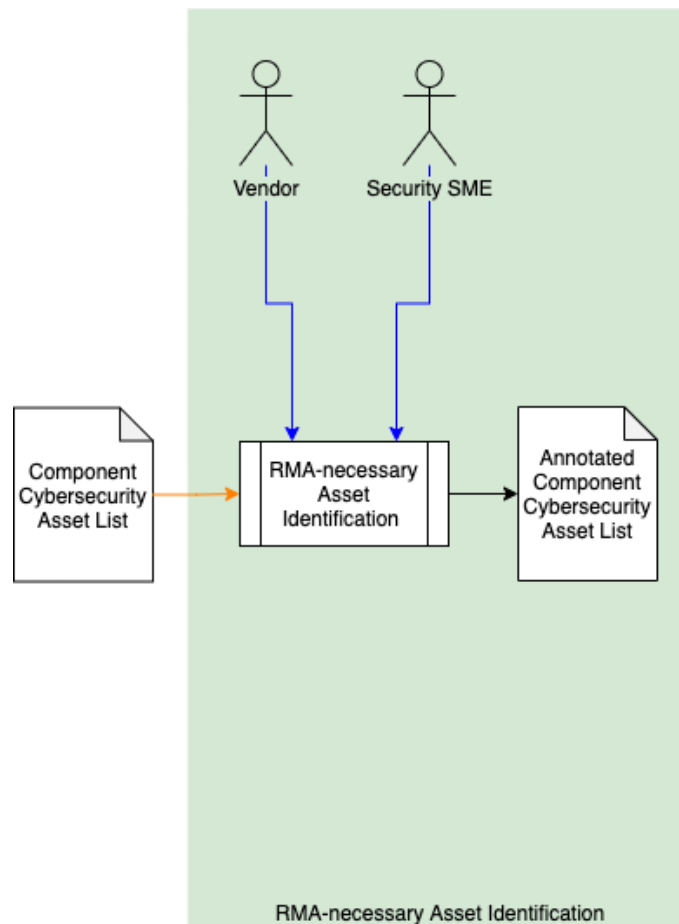 Vendor
Security SME
Component
Cybersecurity
Asset List
RMA-necessary
Asset
Identification
Annotated
Component
Cybersecurity
Asset List
RMA-necessary Asset Identification